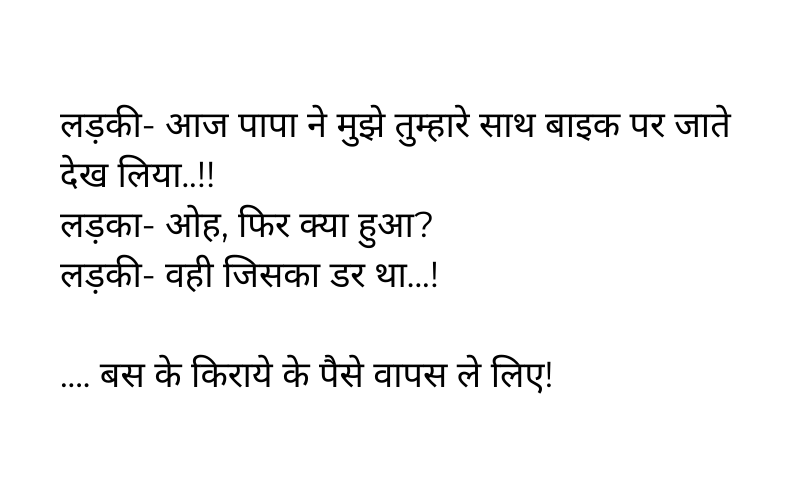 लड़की- आज पापा ने मुझे तुम्हारे साथ बाइक पर जाते
देख लिया..!!
लड़का- ओह, फिर क्या हुआ?
लड़की- वही जिसका डर था...!
.... बस के किराये के पैसे वापस ले लिए!